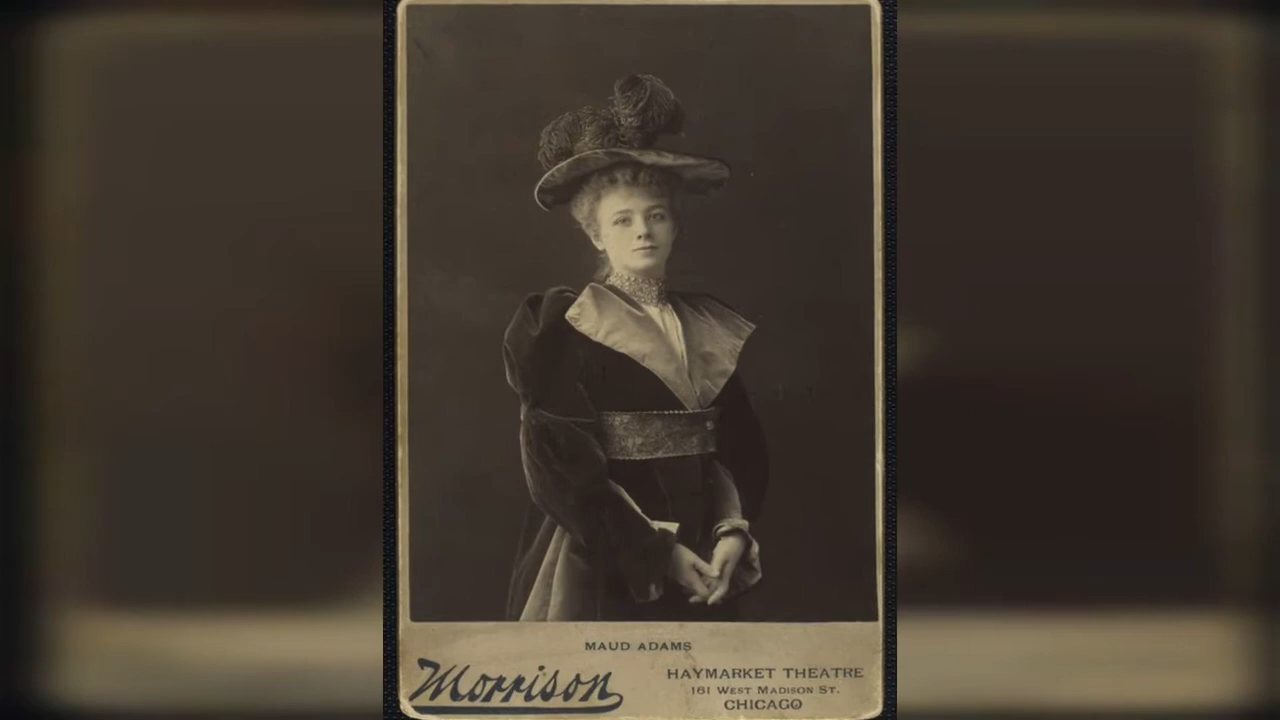 MAUD ADAMS
Morrison
HAYMARKET THEATRE
161 WEST MADISON ST.
CHICAGO